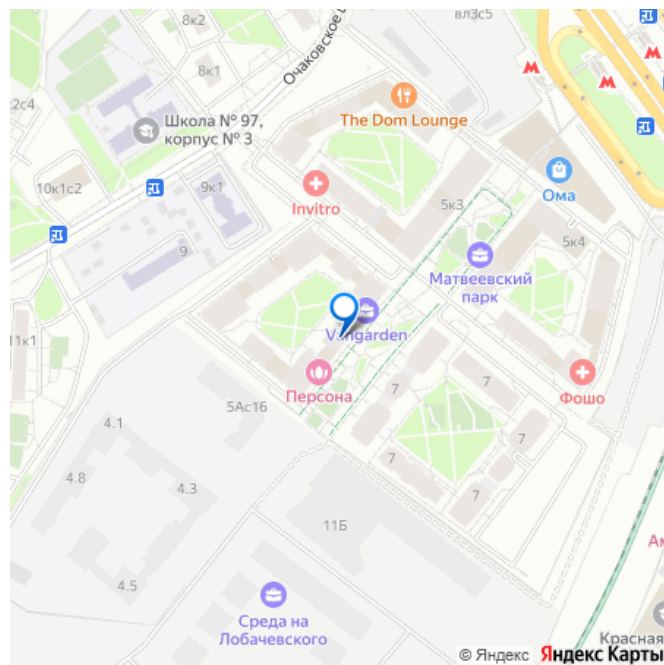 вл3с5
8к2
Очаковское ш
8к1
2с4
Школа № 97,
корпус № 3
The Dom Lounge
10к1с2
9к1
Invitro
5к3
Ома
5к4
9
Матвеевский
парк
Vangarden
11к1
Персона
7
7
Фошо
5Ас16
4.1
7
7
7
4.8
4.3
11Б
4.5
Ам
Среда на
Лобачевского
Красная
© Яндекс Яндекс Карты